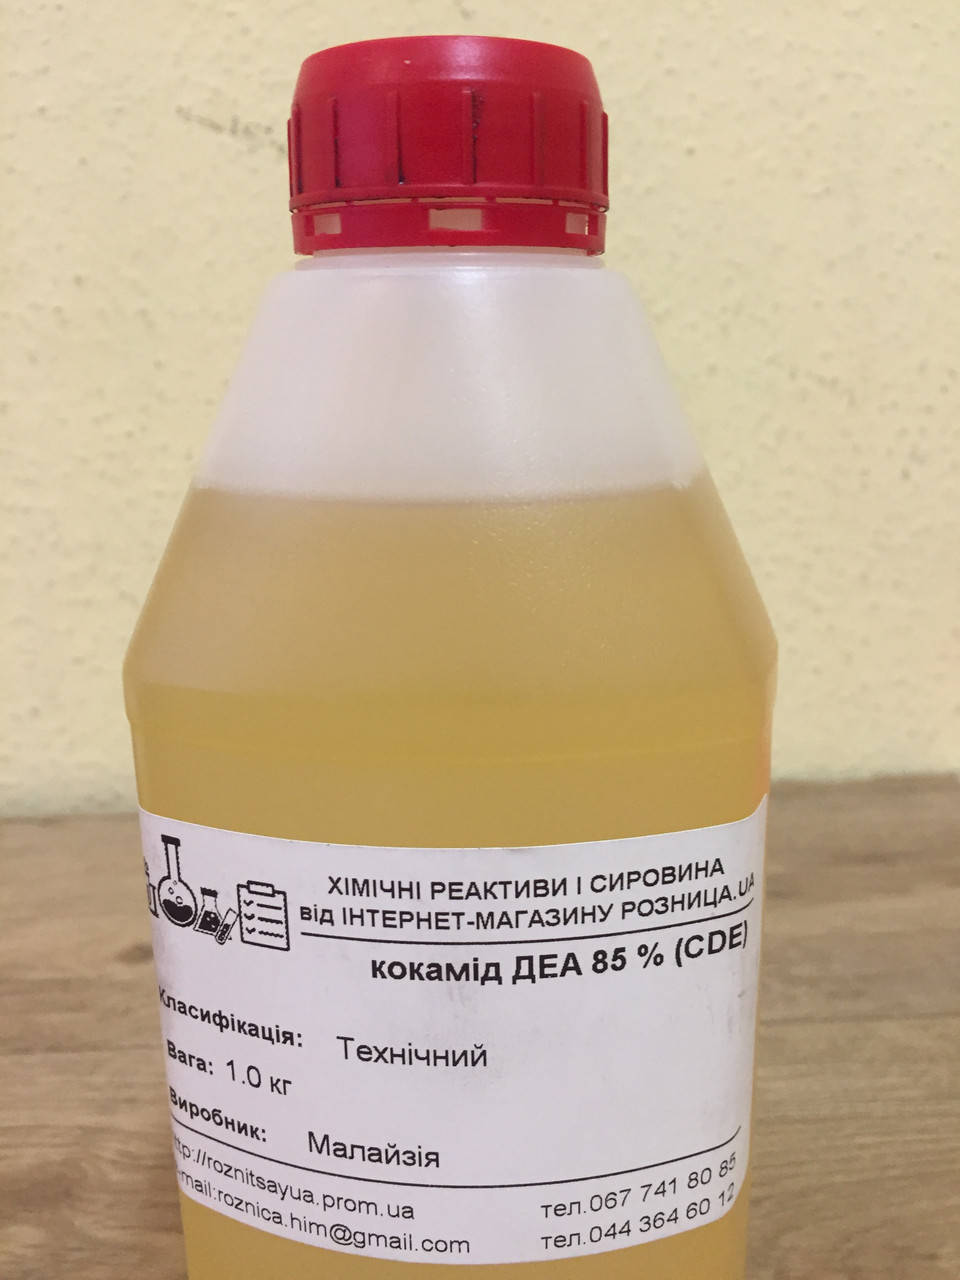 ХІМІЧНІ РЕАКТИВИ І СИРОВИНА
від ІНТЕРНЕТ-МАГАЗИНУ РОЗНИЦА.UA
кокамід ДЕА 85 % (CDE)
Класифікація: Технічний
Вага: 1.0 кг
Виробник: Малайзія
http://roznitsayua.prom.ua
тел.067 741 80 85
e-mail:roznica.him@gmail.com
тел.044 364 60 12